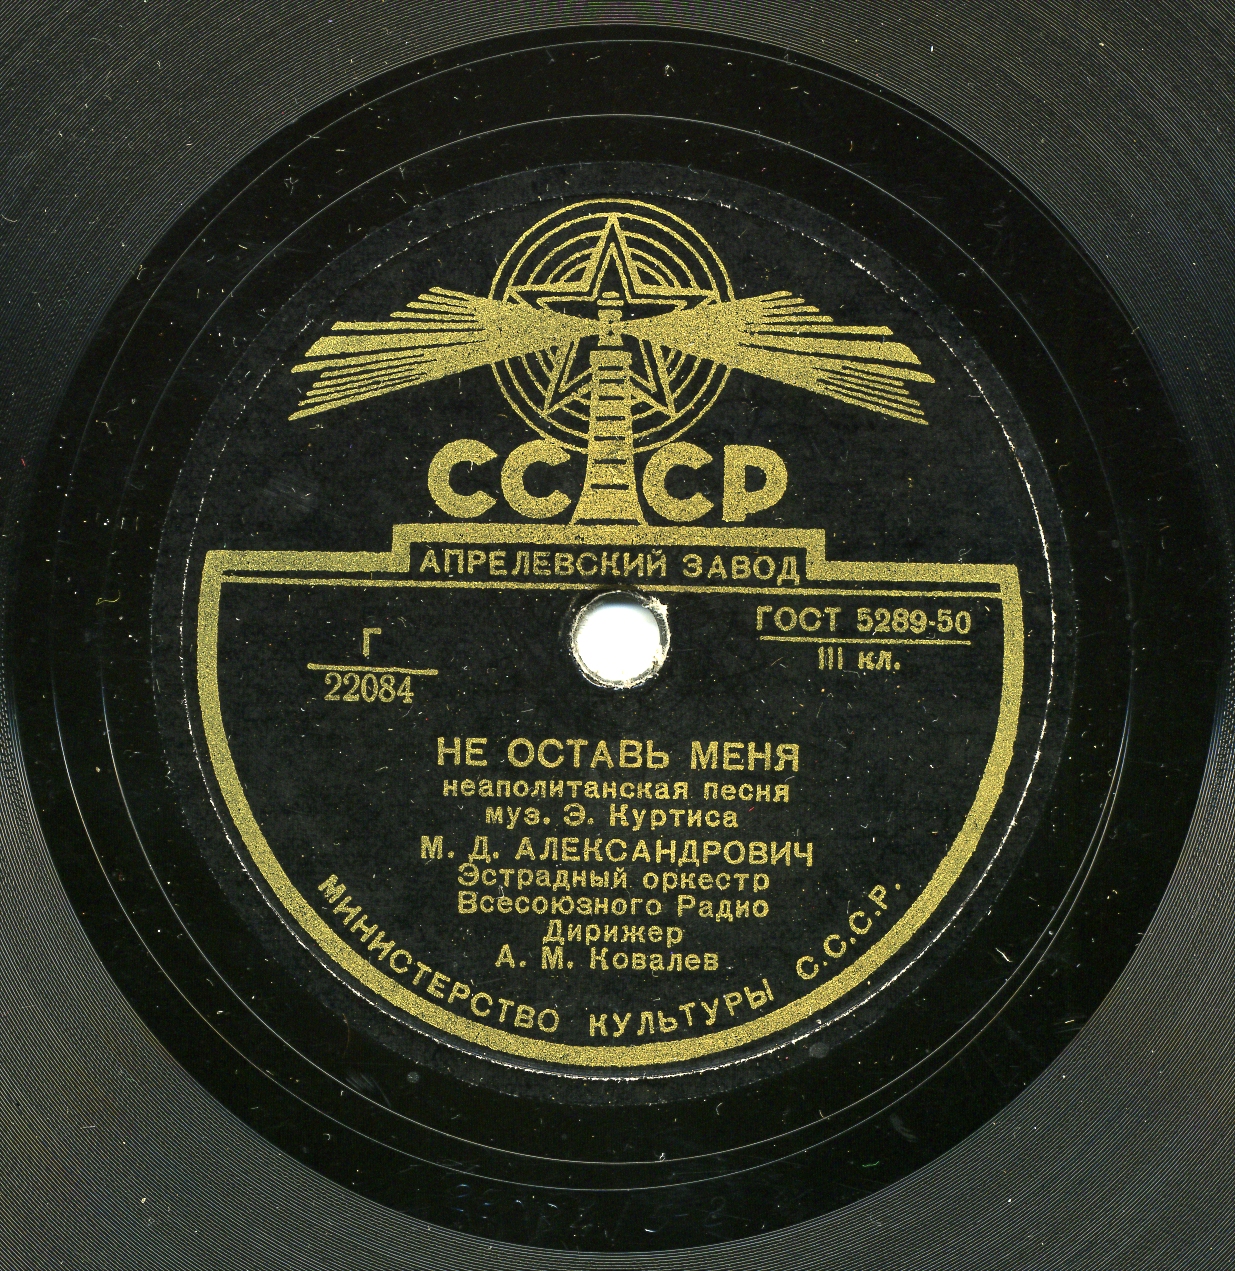 СССР
АПРЕЛЕВСКИЙ ЗАВОД
Г
22084
ГОСТ 5289-50
III кл.
НЕ ОСТАВЬ МЕНЯ
неаполитанская песня
муз. Э. Куртиса
М. Д. АЛЕКСАНДРОВИЧ
Эстрадный оркестр
Всесоюзного Радио
Дирижер
А. М. Ковалев
МИНИСТЕРСТВО КУЛЬТУРЫ С.С.С.Р.